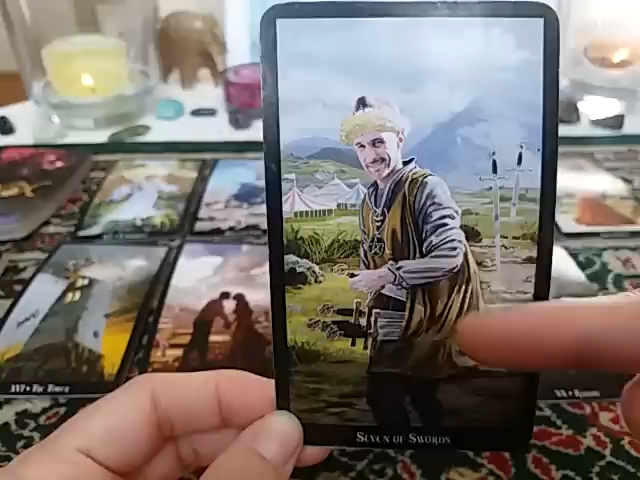 Seven of Swords
XVI • The Tower